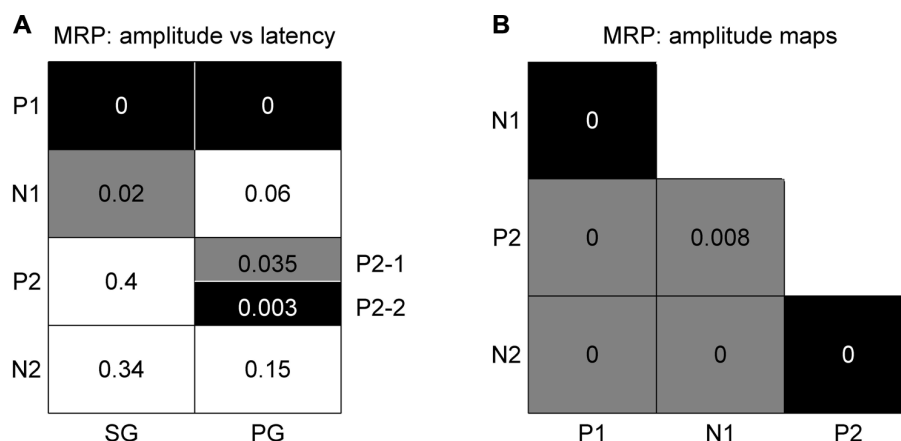 A
MRP: amplitude vs latency
P1
0
0
N1
0.02
0.06
P2
0.4
0.035
P2-1
0.003
P2-2
N2
0.34
0.15
SG
PG
B
MRP: amplitude maps
N1
0
P2
0
0.008
N2
0
0
0
P1
N1
P2